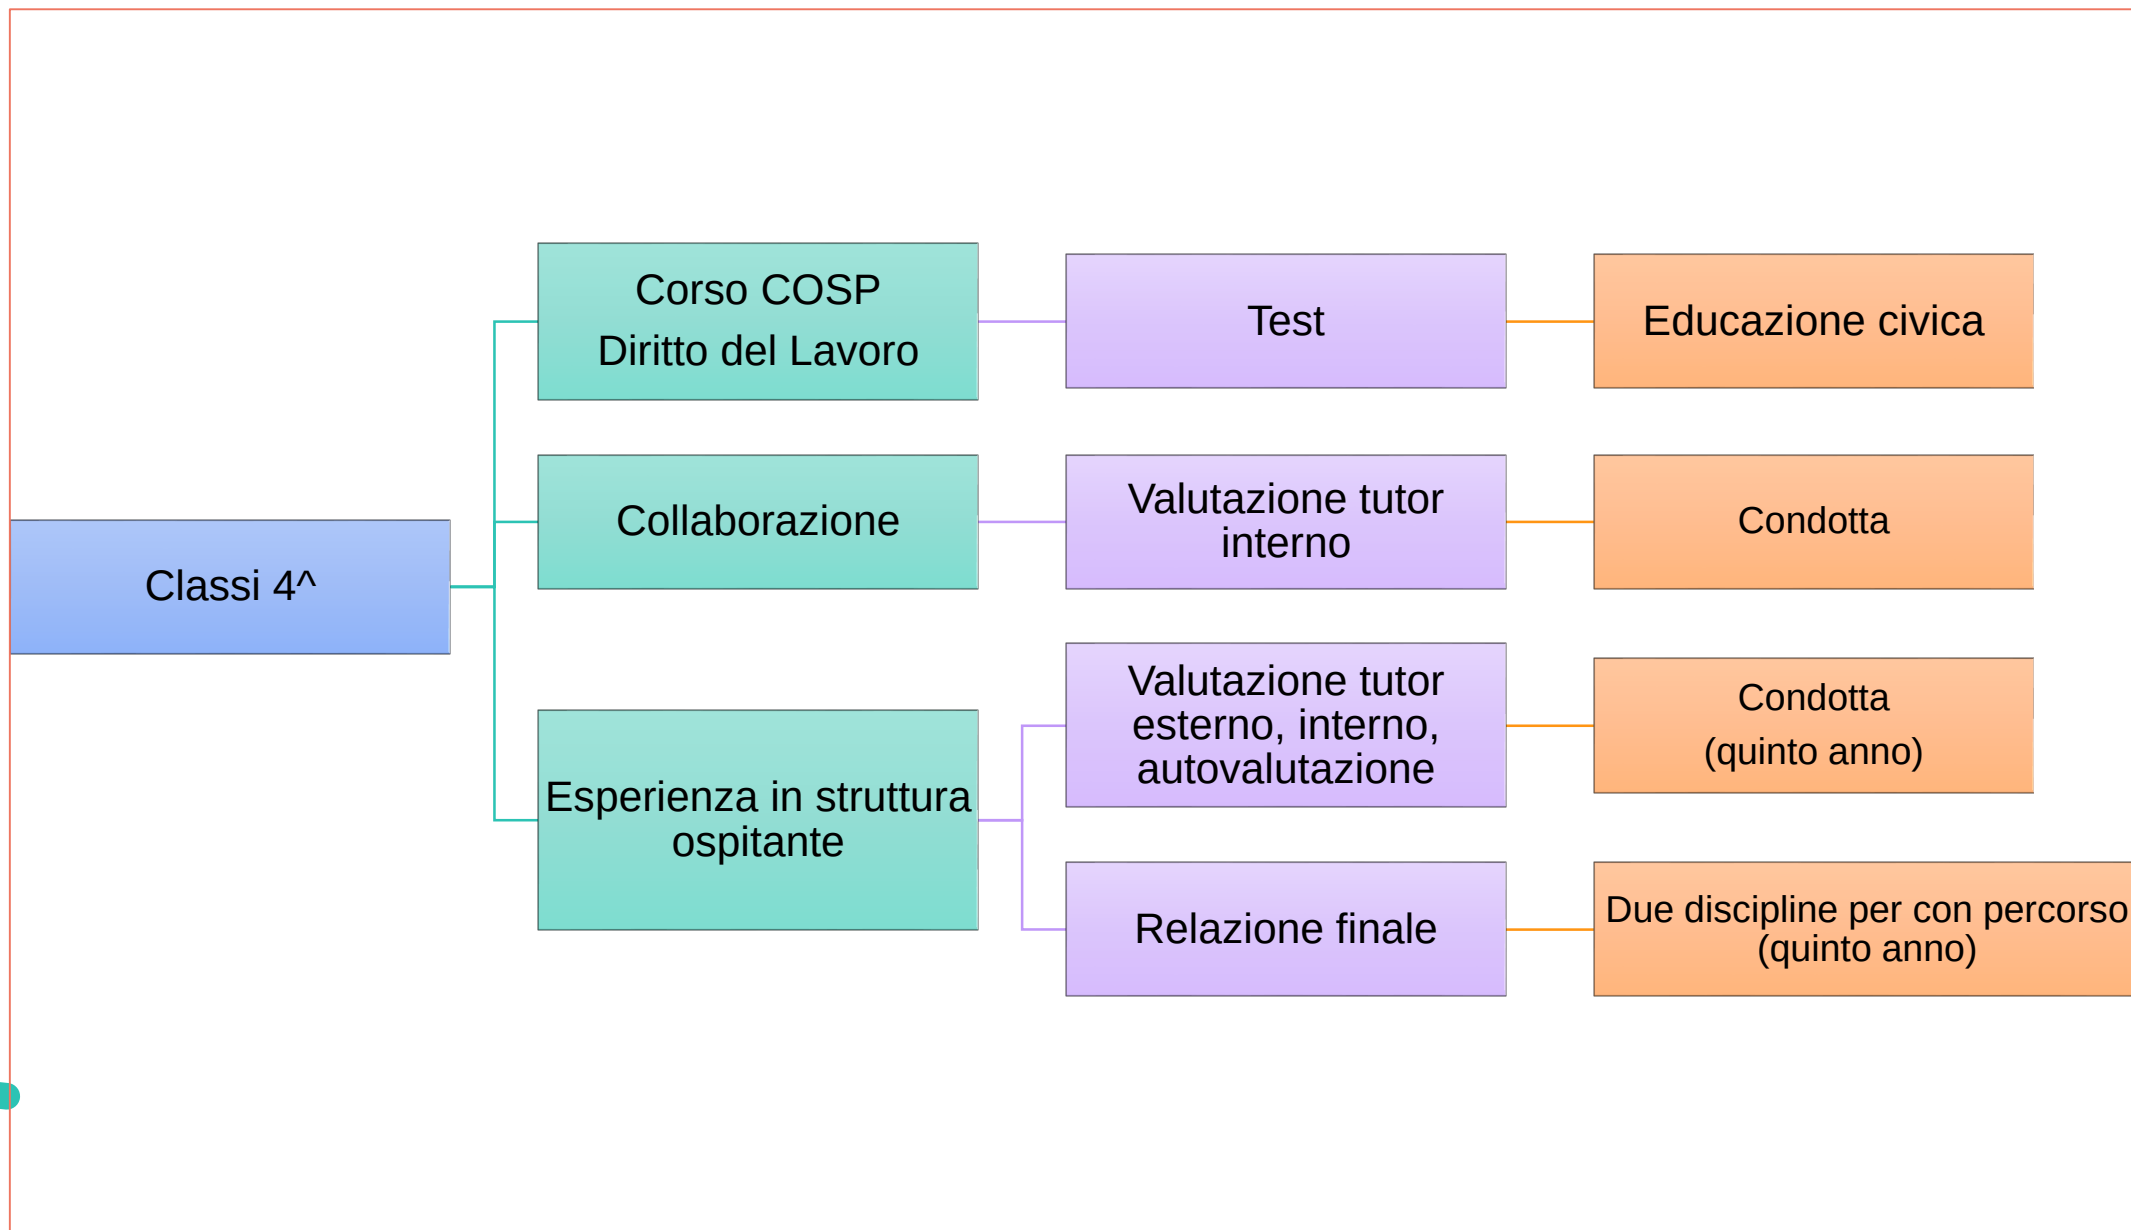 Classi 4^
Corso COSP
Diritto del Lavoro
Test
Educazione civica
Collaborazione
Valutazione tutor
interno
Condotta
Esperienza in struttura
ospitante
Valutazione tutor
esterno, interno,
autovalutazione
Condotta
(quinto anno)
Relazione finale
Due discipline per con percorso
(quinto anno)